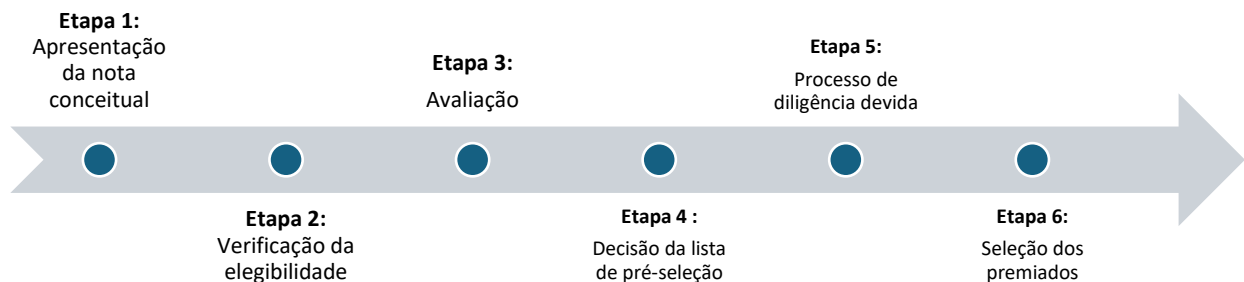 Etapa 1:
Apresentação
da nota
conceitual
Etapa 2:
Verificação da
elegibilidade
Etapa 3:
Avaliação
Etapa 4 :
Decisão da lista
de pré-seleção
Etapa 5:
Processo de
diligência devida
Etapa 6:
Seleção dos
premiados